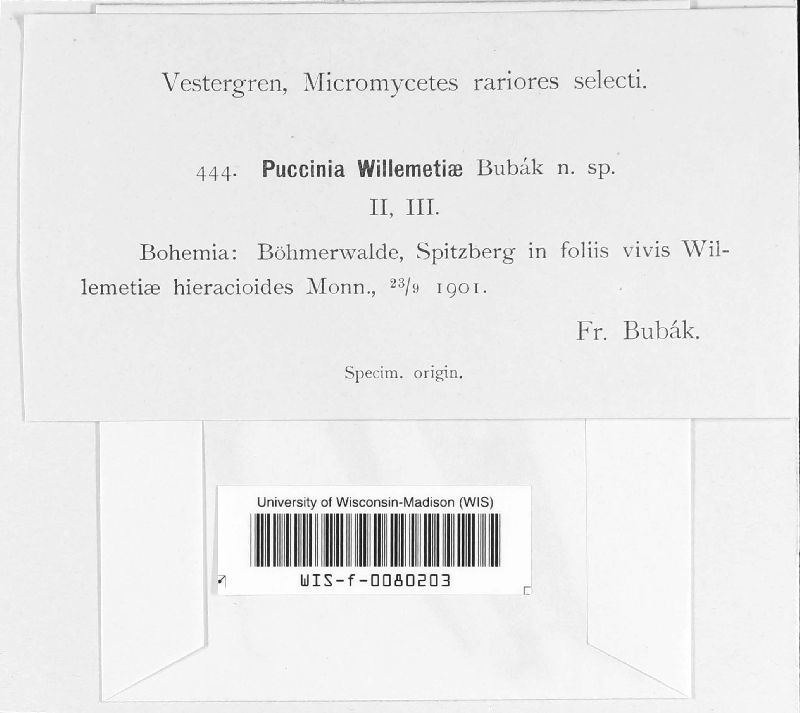 Vestergren, Micromycetes rariores selecti.
444. Puccinia Willemetiæ Bubák n. sp.
II, III.
Bohemia: Böhmerwalde, Spitzberg in foliis vivis Wil-
lemetiæ hieracioides Monn., 23/9 1901.
Fr. Bubák.
Specim. origin.
University of Wisconsin-Madison (WIS)
WIS-f-0080203